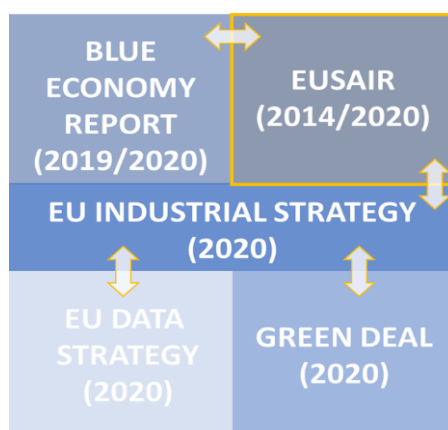 BLUE
ECONOMY
REPORT
(2019/2020)
EUSAIR
(2014/2020)
EU INDUSTRIAL STRATEGY
(2020)
EU DATA
STRATEGY
(2020)
GREEN DEAL
(2020)